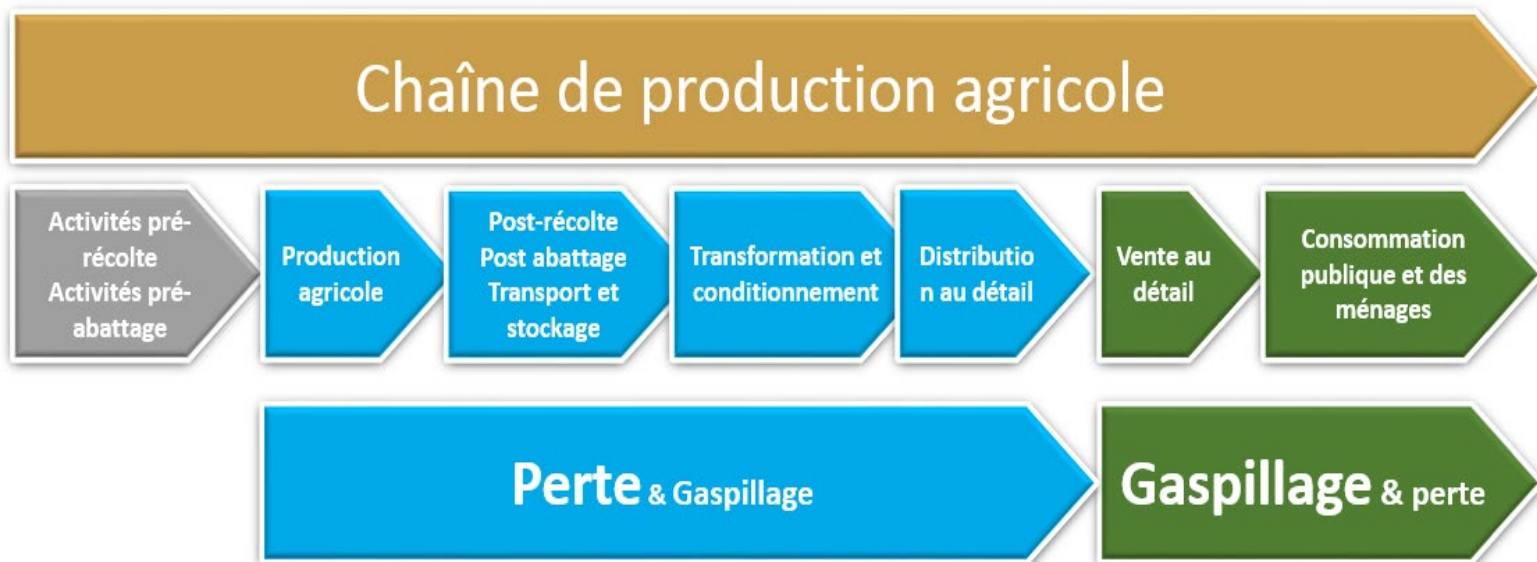 Chaîne de production agricole
Activités pré-
récolte
Activités pré-
abattage
Production
agricole
Post-récolte
Post abattage
Transport et
stockage
Transformation et
conditionnement
Distributio
n au détail
Vente au
détail
Consommation
publique et des
ménages
Perte & Gaspillage
Gaspillage & perte